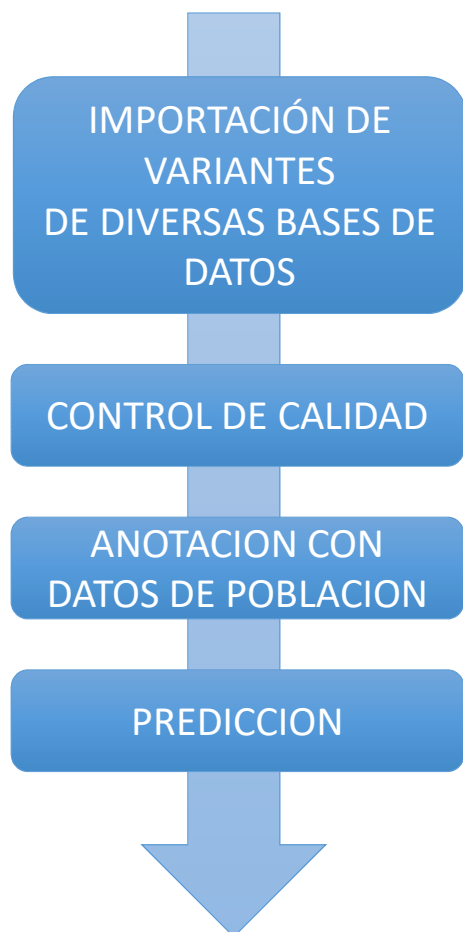 IMPORTACIÓN DE
VARIANTES
DE DIVERSAS BASES DE
DATOS
CONTROL DE CALIDAD
ANOTACION CON
DATOS DE POBLACION
PREDICCION